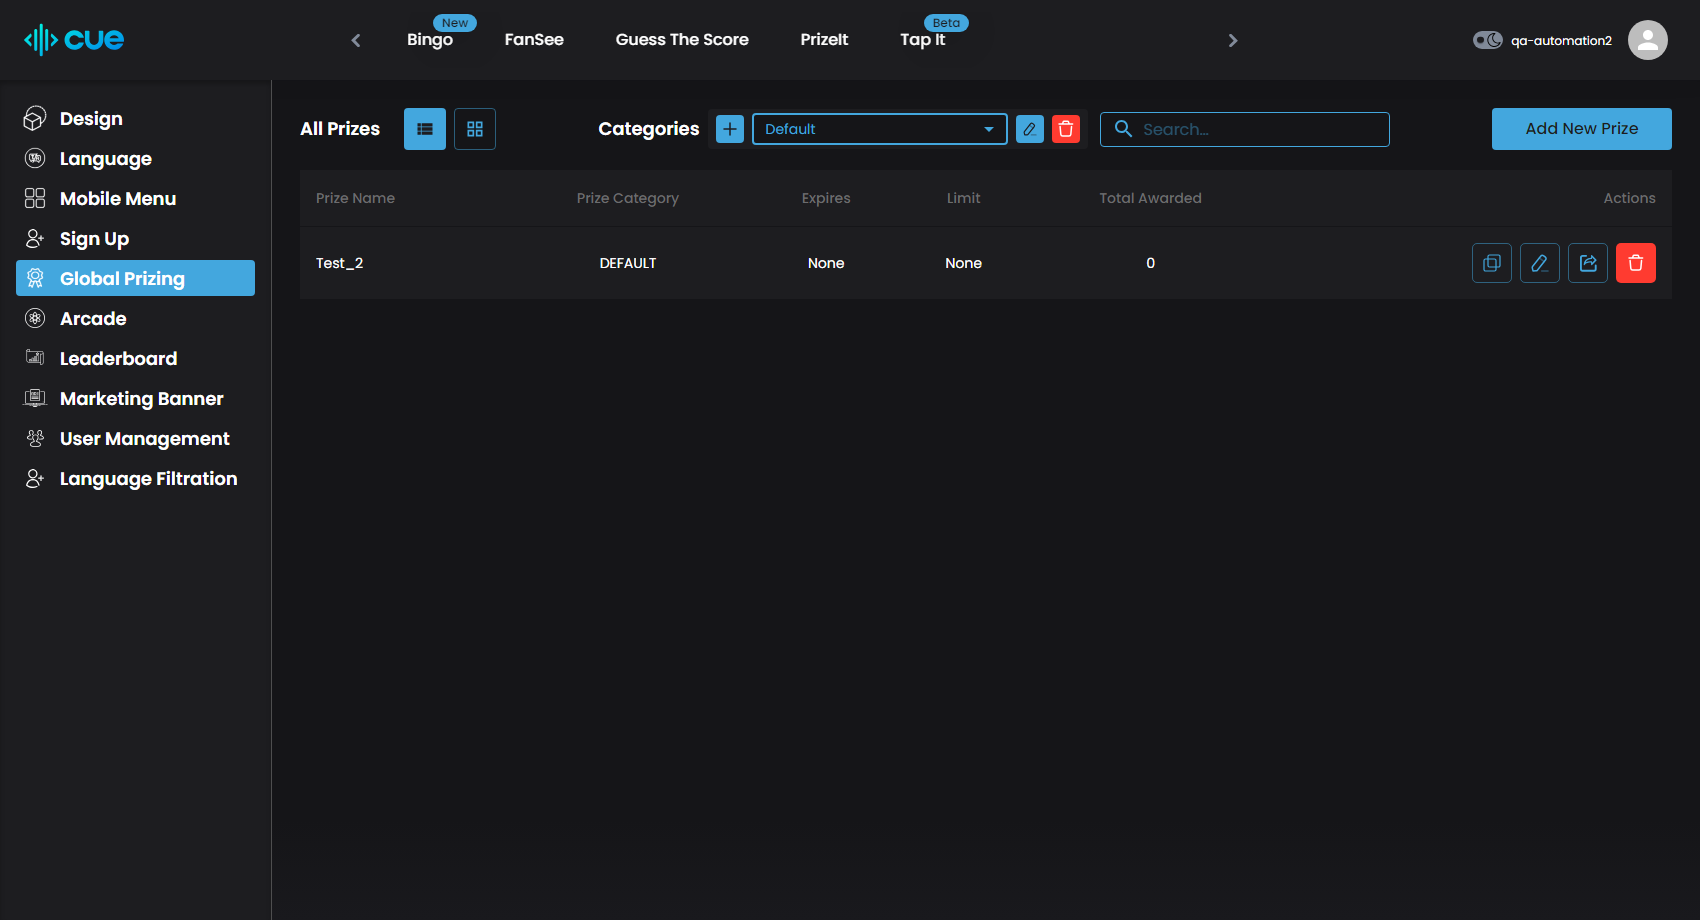 cue
New
Bingo
FanSee
Guess The Score
PrizeIt
Beta
Tap It
qa-automation2
Design
Language
Mobile Menu
Sign Up
Global Prizing
Arcade
Leaderboard
Marketing Banner
User Management
Language Filtration
All Prizes
Categories
Default
Search...
Add New Prize
Prize Name Prize Category Expires Limit Total Awarded Actions
Test_2 DEFAULT None None 0